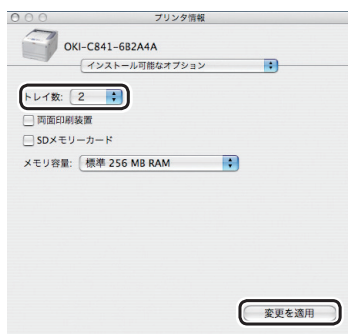 プリンタ情報
OKI-C841-6B2A4A
インストール可能なオプション
トレイ数: 2
両面印刷装置
SDメモリーカード
メモリ容量: 標準 256 MB RAM
変更を適用